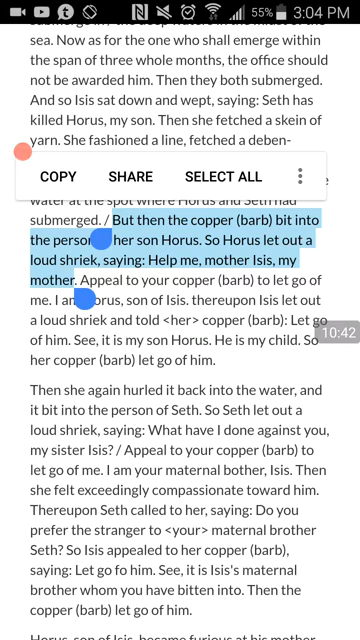 55% 3:04 PM
sea. Now as for the one who shall emerge within
the span of three whole months, the office should
not be awarded him. Then they both submerged.
And so Isis sat down and wept, saying: Seth has
killed Horus, my son. Then she fetched a skein of
yarn. She fashioned a line, fetched a deben-
COPY SHARE SELECT ALL
water at the spot where Horus and Seth had
submerged. / But then the copper (barb) bit into
the person her son Horus. So Horus let out a
loud shriek, saying: Help me, mother Isis, my
mother. Appeal to your copper (barb) to let go of
me. I am Horus, son of Isis. thereupon Isis let out
a loud shriek and told <her> copper (barb): Let go
10:42
of him. See, it is my son Horus. He is my child. So
her copper (barb) let go of him.
Then she again hurled it back into the water, and
it bit into the person of Seth. So Seth let out a
loud shriek, saying: What have I done against you,
my sister Isis? / Appeal to your copper (barb) to
let go of me. I am your maternal bother, Isis. Then
she felt exceedingly compassionate toward him.
Thereupon Seth called to her, saying: Do you
prefer the stranger to <your> maternal brother
Seth? So Isis appealed to her copper (barb),
saying: Let go fo him. See, it is Isis's maternal
brother whom you have bitten into. Then the
copper (barb) let go of him.
Horus, son of Isis, became furious at his mother